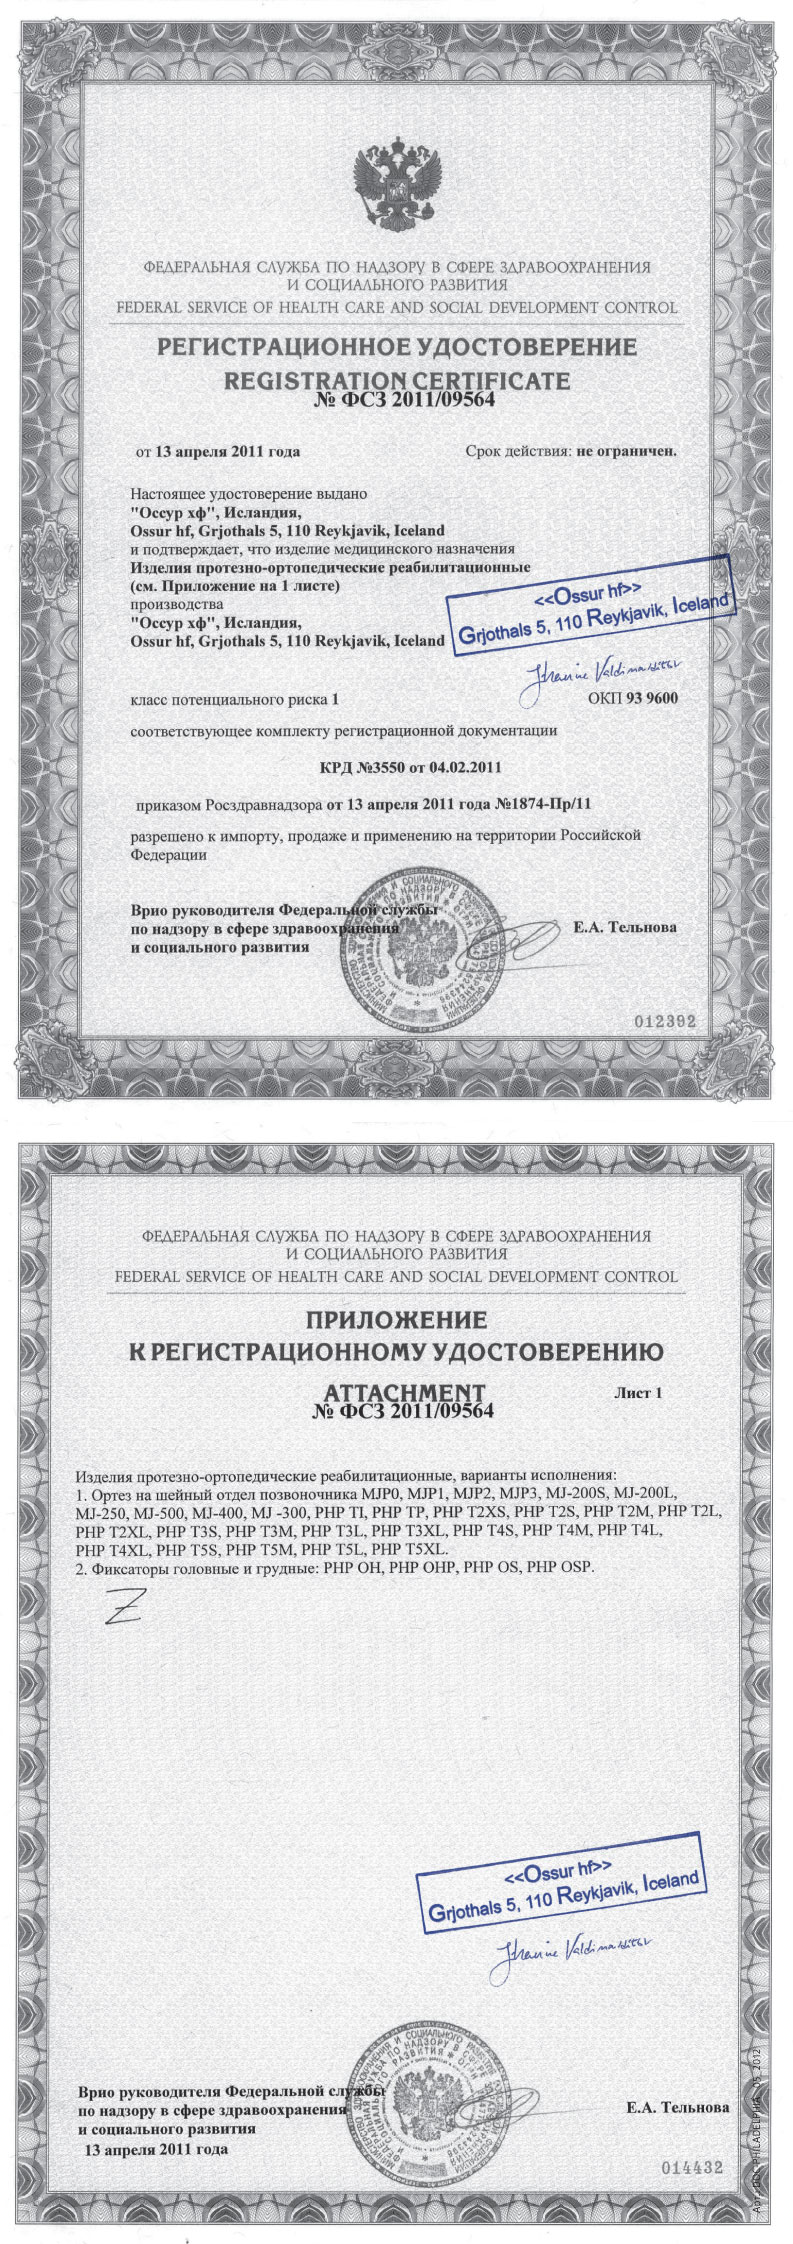 ФЕДЕРАЛЬНАЯ СЛУЖБА ПО НАДЗОРУ В СФЕРЕ ЗДРАВООХРАНЕНИЯ
И СОЦИАЛЬНОГО РАЗВИТИЯ
FEDERAL SERVICE OF HEALTH CARE AND SOCIAL DEVELOPMENT CONTROL
РЕГИСТРАЦИОННОЕ УДОСТОВЕРЕНИЕ
REGISTRATION CERTIFICATE
№ ФСЗ 2011/09564
от 13 апреля 2011 года Срок действия: не ограничен.
Настоящее удостоверение выдано
"Оссур хф", Исландия,
Ossur hf, Grjothals 5, 110 Reykjavik, Iceland
и подтверждает, что изделие медицинского назначения
Изделия протезно-ортопедические реабилитационные
(см. Приложение на 1 листе)
производства
"Оссур хф", Исландия,
Ossur hf, Grjothals 5, 110 Reykjavik, Iceland
<<Ossur hf>>
Grjothals 5, 110 Reykjavik, Iceland
класс потенциального риска 1 ОКП 93 9600
соответствующее комплекту регистрационной документации
КРД №3550 от 04.02.2011
приказом Росздравнадзора от 13 апреля 2011 года №1874-Пр/11
разрешено к импорту, продаже и применению на территории Российской
Федерации
Врио руководителя Федеральной службы
по надзору в сфере здравоохранения Е.А. Тельнова
и социального развития
012392
ФЕДЕРАЛЬНАЯ СЛУЖБА ПО НАДЗОРУ В СФЕРЕ ЗДРАВООХРАНЕНИЯ
И СОЦИАЛЬНОГО РАЗВИТИЯ
FEDERAL SERVICE OF HEALTH CARE AND SOCIAL DEVELOPMENT CONTROL
ПРИЛОЖЕНИЕ
К РЕГИСТРАЦИОННОМУ УДОСТОВЕРЕНИЮ
ATTACHMENT Лист 1
№ ФСЗ 2011/09564
Изделия протезно-ортопедические реабилитационные, варианты исполнения:
1. Ортез на шейный отдел позвоночника MJP0, MJP1, MJP2, MJP3, MJ-200S, MJ-200L,
MJ-250, MJ-500, MJ-400, MJ -300, PHP TI, PHP TP, PHP T2XS, PHP T2S, PHP T2M, PHP T2L,
PHP T2XL, PHP T3S, PHP T3M, PHP T3L, PHP T3XL, PHP T4S, PHP T4M, PHP T4L,
PHP T4XL, PHP T5S, PHP T5M, PHP T5L, PHP T5XL.
2. Фиксаторы головные и грудные: PHP OH, PHP OHP, PHP OS, PHP OSP.
<<Ossur hf>>
Grjothals 5, 110 Reykjavik, Iceland
Врио руководителя Федеральной службы
по надзору в сфере здравоохранения Е.А. Тельнова
и социального развития
13 апреля 2011 года
014432